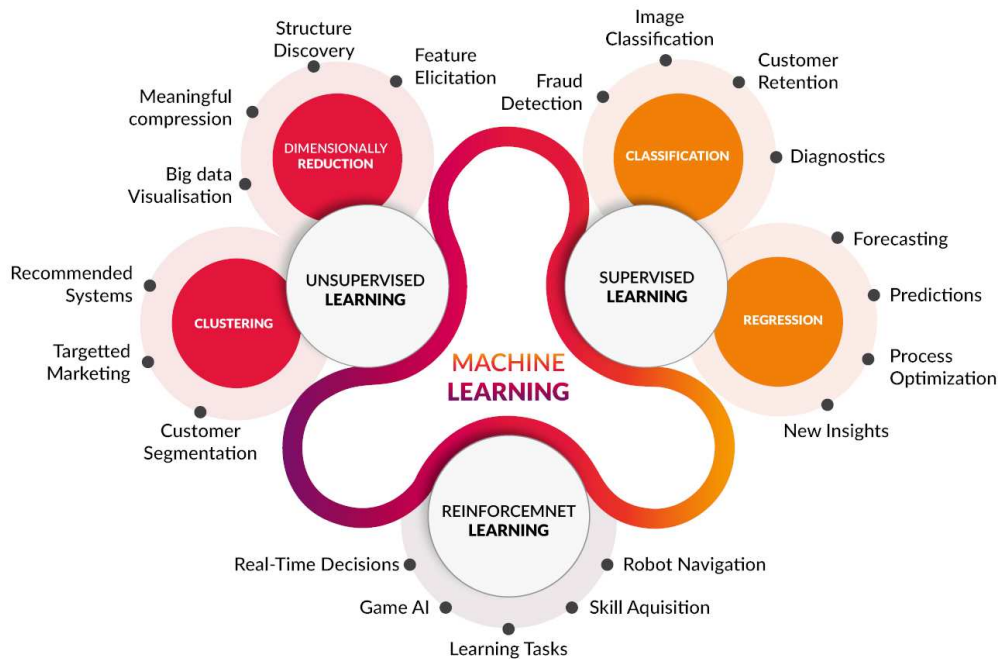 Structure
Discovery
Feature
Elicitation
Meaningful
compression
DIMENSIONALLY
REDUCTION
Big data
Visualisation
UNSUPERVISED
LEARNING
Recommended
Systems
CLUSTERING
Targetted
Marketing
Customer
Segmentation
Image
Classification
Customer
Retention
Fraud
Detection
CLASSIFICATION
Diagnostics
SUPERVISED
LEARNING
Forecasting
Predictions
REGRESSION
Process
Optimization
New Insights
MACHINE
LEARNING
REINFORCEMNET
LEARNING
Real-Time Decisions
Robot Navigation
Game AI
Skill Aquisition
Learning Tasks